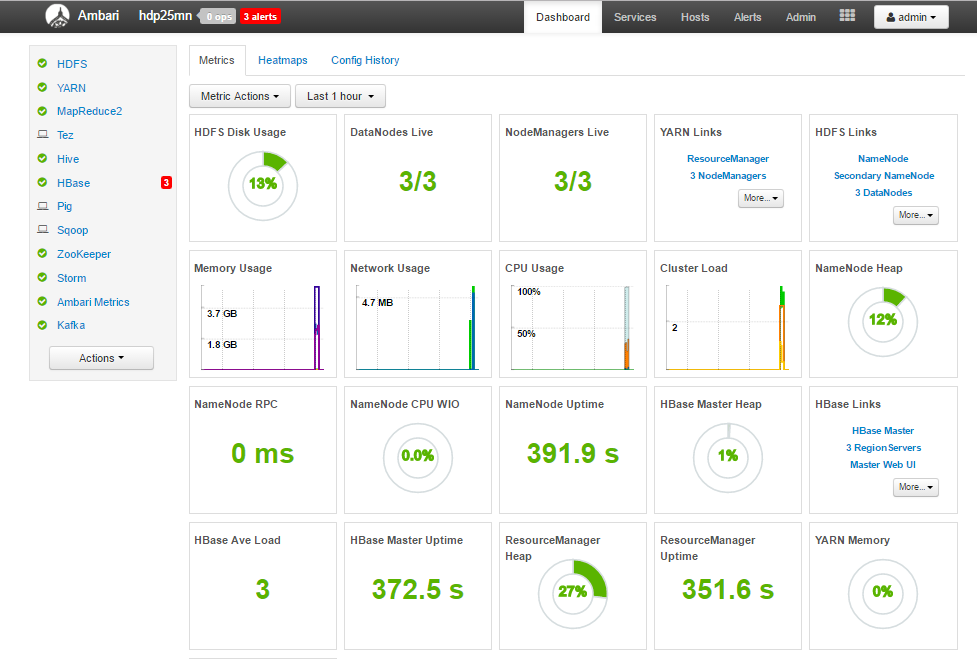 Ambari hdp25mn 0 ops 3 alerts Dashboard Services Hosts Alerts Admin admin
HDFS
YARN
MapReduce2
Tez
Hive
HBase 3
Pig
Sqoop
ZooKeeper
Storm
Ambari Metrics
Kafka
Actions
Metrics Heatmaps Config History
Metric Actions Last 1 hour
HDFS Disk Usage
13%
DataNodes Live
3/3
NodeManagers Live
3/3
YARN Links
ResourceManager
3 NodeManagers
More...
HDFS Links
NameNode
Secondary NameNode
3 DataNodes
More...
Memory Usage
3.7 GB
1.8 GB
Network Usage
4.7 MB
CPU Usage
100%
50%
Cluster Load
2
NameNode Heap
12%
NameNode RPC
0 ms
NameNode CPU WIO
0.0%
NameNode Uptime
391.9 s
HBase Master Heap
1%
HBase Links
HBase Master
3 RegionServers
Master Web UI
More...
HBase Ave Load
3
HBase Master Uptime
372.5 s
ResourceManager
Heap
27%
ResourceManager
Uptime
351.6 s
YARN Memory
0%